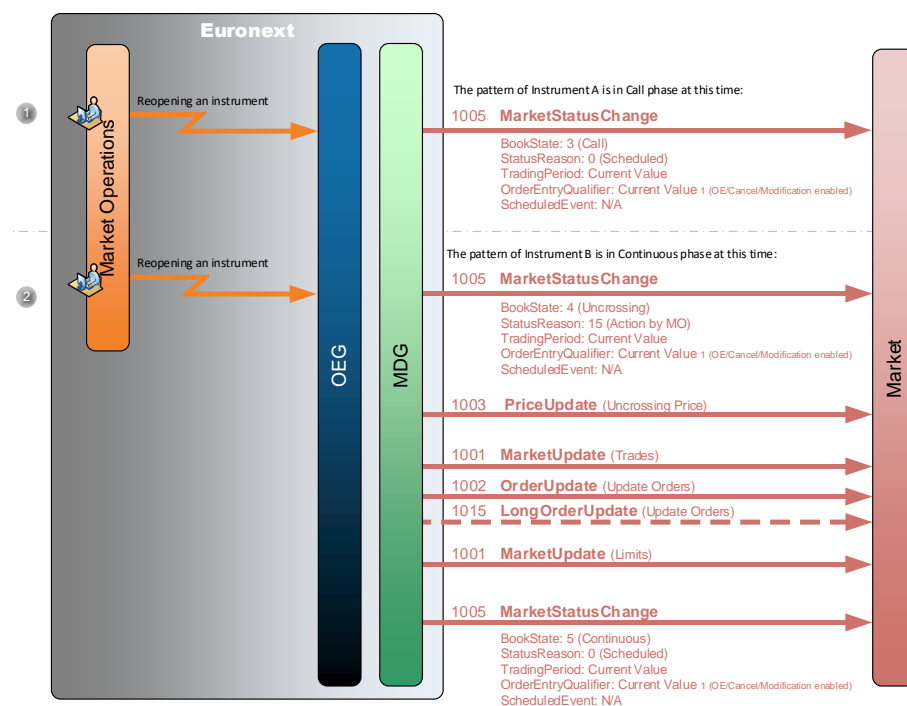 Euronext
Market Operations
OEG
MDG
Market
1
Reopening an instrument
The pattern of Instrument A is in Call phase at this time:
1005 MarketStatusChange
BookState: 3 (Call)
StatusReason: 0 (Scheduled)
TradingPeriod: Current Value
OrderEntryQualifier: Current Value 1 (OE/Cancel/Modification enabled)
ScheduledEvent: N/A
2
Reopening an instrument
The pattern of Instrument B is in Continuous phase at this time:
1005 MarketStatusChange
BookState: 4 (Uncrossing)
StatusReason: 15 (Action by MO)
TradingPeriod: Current Value
OrderEntryQualifier: Current Value 1 (OE/Cancel/Modification enabled)
ScheduledEvent: N/A
1003 PriceUpdate (Uncrossing Price)
1001 MarketUpdate (Trades)
1002 OrderUpdate (Update Orders)
1015 LongOrderUpdate (Update Orders)
1001 MarketUpdate (Limits)
1005 MarketStatusChange
BookState: 5 (Continuous)
StatusReason: 0 (Scheduled)
TradingPeriod: Current Value
OrderEntryQualifier: Current Value 1 (OE/Cancel/Modification enabled)
ScheduledEvent: N/A